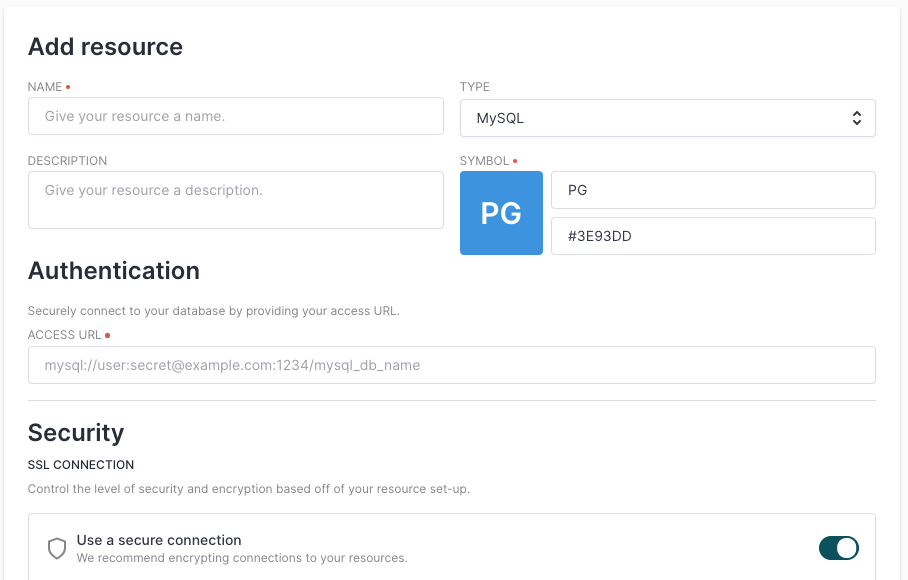 Add resource
NAME
TYPE
Give your resource a name.
MySQL
DESCRIPTION
SYMBOL
Give your resource a description.
PG
PG
#3E93DD
Authentication
Securely connect to your database by providing your access URL.
ACCESS URL
mysql://user:secret@example.com:1234/mysql_db_name
Security
SSL CONNECTION
Control the level of security and encryption based off of your resource set-up.
Use a secure connection
We recommend encrypting connections to your resources.